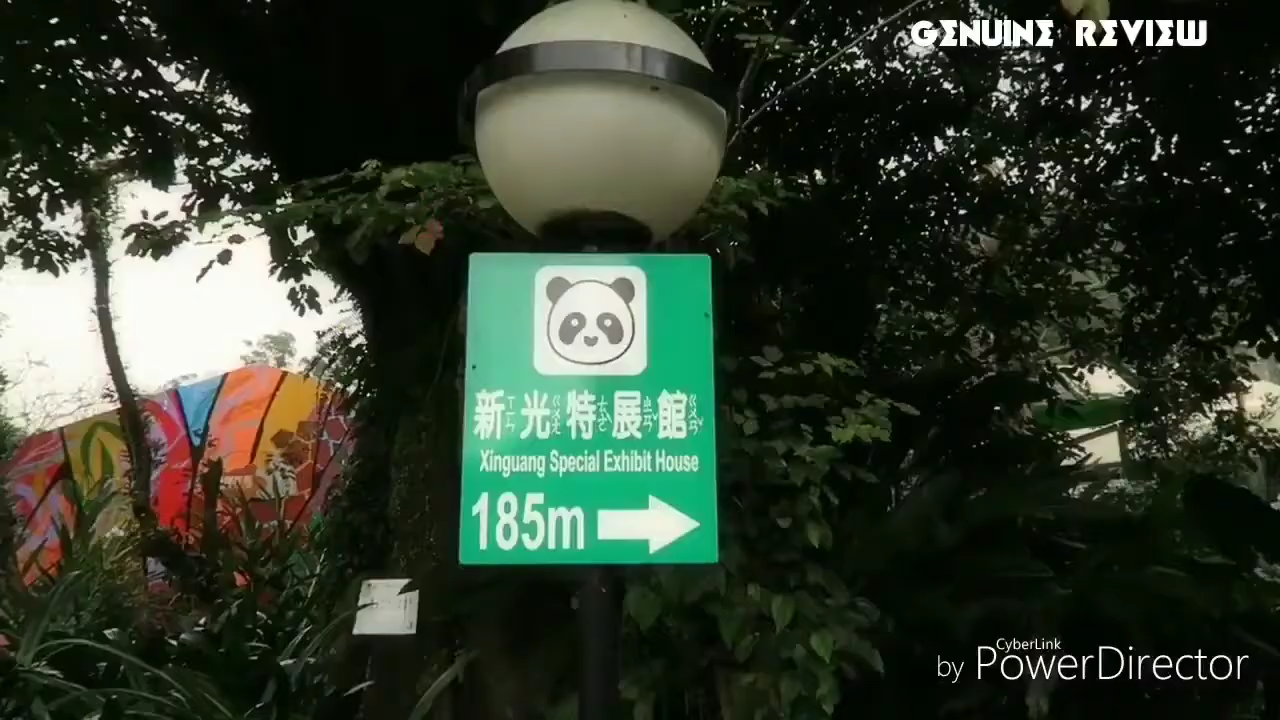 GENUINE REVIEW
新光特展館
Xinguang Special Exhibit House
185m
CyberLink
by PowerDirector